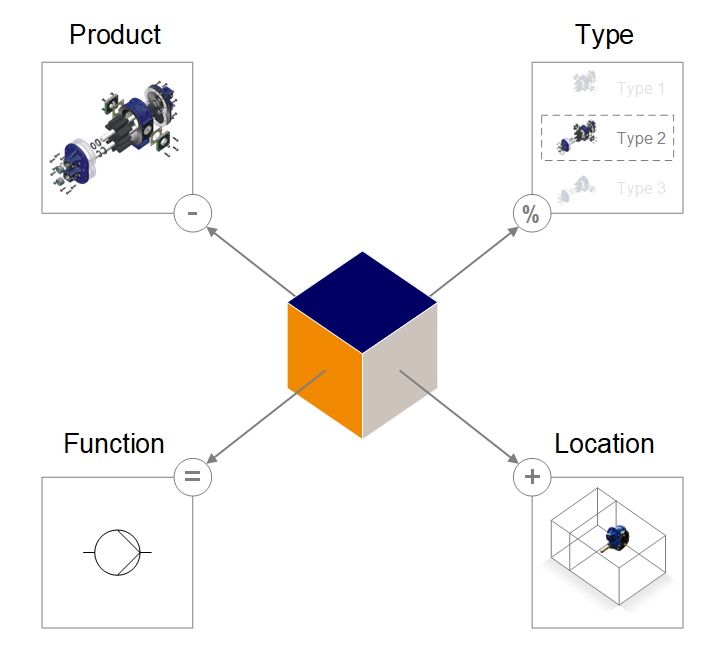 Product
Type
Type 1
Type 2
Type 3
-
%
Function
Location
=
+